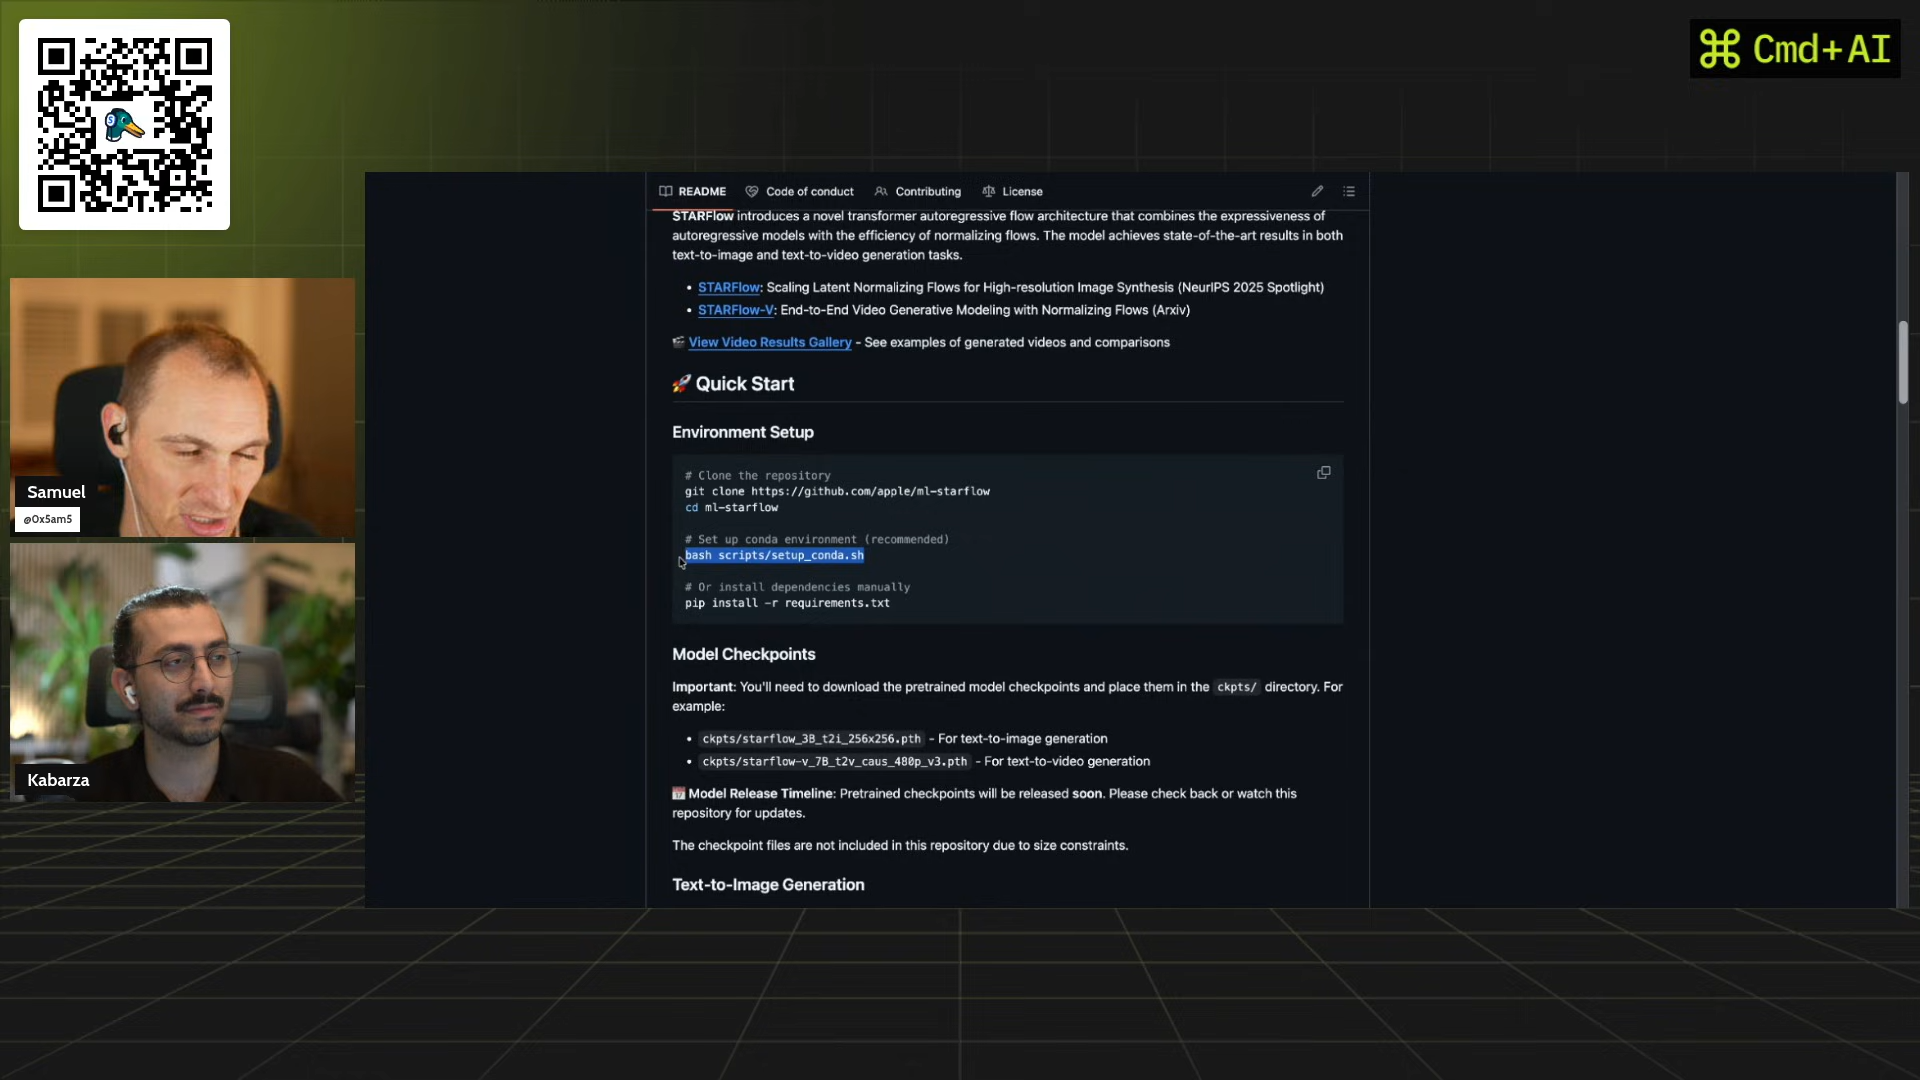 Cmd+AI
README
Code of conduct
Contributing
License
STARFlow introduces a novel transformer autoregressive flow architecture that combines the expressiveness of
autoregressive models with the efficiency of normalizing flows. The model achieves state-of-the-art results in both
text-to-image and text-to-video generation tasks.
• STARFlow: Scaling Latent Normalizing Flows for High-resolution Image Synthesis (NeurIPS 2025 Spotlight)
• STARFlow-V: End-to-End Video Generative Modeling with Normalizing Flows (Arxiv)
🎬 View Video Results Gallery - See examples of generated videos and comparisons
🚀 Quick Start
Environment Setup
# Clone the repository
git clone https://github.com/apple/ml-starflow
cd ml-starflow
# Set up conda environment (recommended)
bash scripts/setup_conda.sh
# Or install dependencies manually
pip install -r requirements.txt
Model Checkpoints
Important: You'll need to download the pretrained model checkpoints and place them in the ckpts/ directory. For
example:
• ckpts/starflow_3B_t2i_256x256.pth - For text-to-image generation
• ckpts/starflow-v_7B_t2v_caus_480p_v3.pth - For text-to-video generation
📅 Model Release Timeline: Pretrained checkpoints will be released soon. Please check back or watch this
repository for updates.
The checkpoint files are not included in this repository due to size constraints.
Text-to-Image Generation
Samuel
@0x5am5
Kabarza